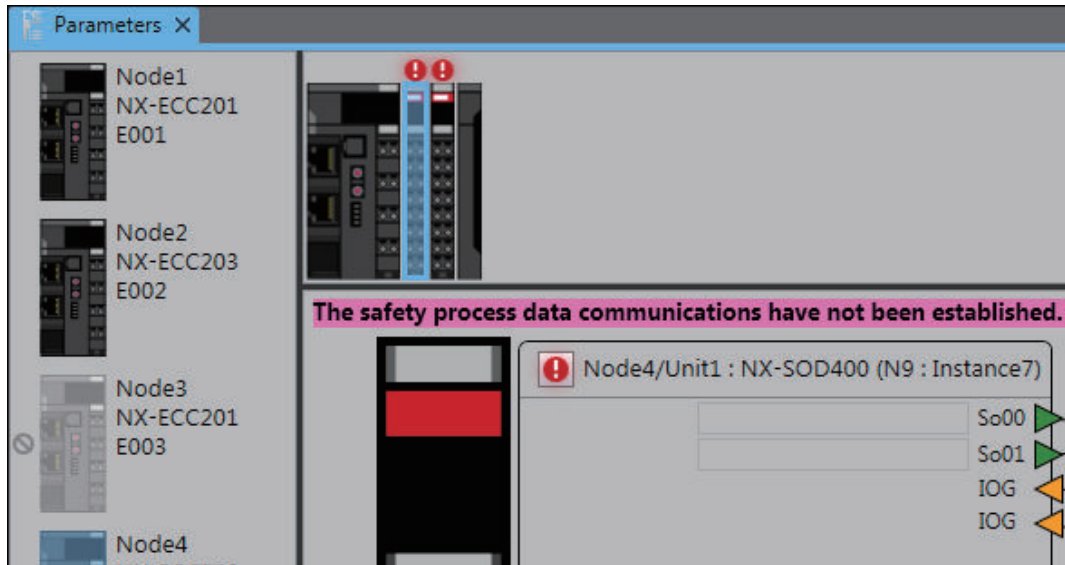 Parameters X
Node1
NX-ECC201
E001
Node2
NX-ECC203
E002
Node3
NX-ECC201
E003
Node4
The safety process data communications have not been established.
Node4/Unit1 : NX-SOD400 (N9 : Instance7)
So00
So01
IOG
IOG